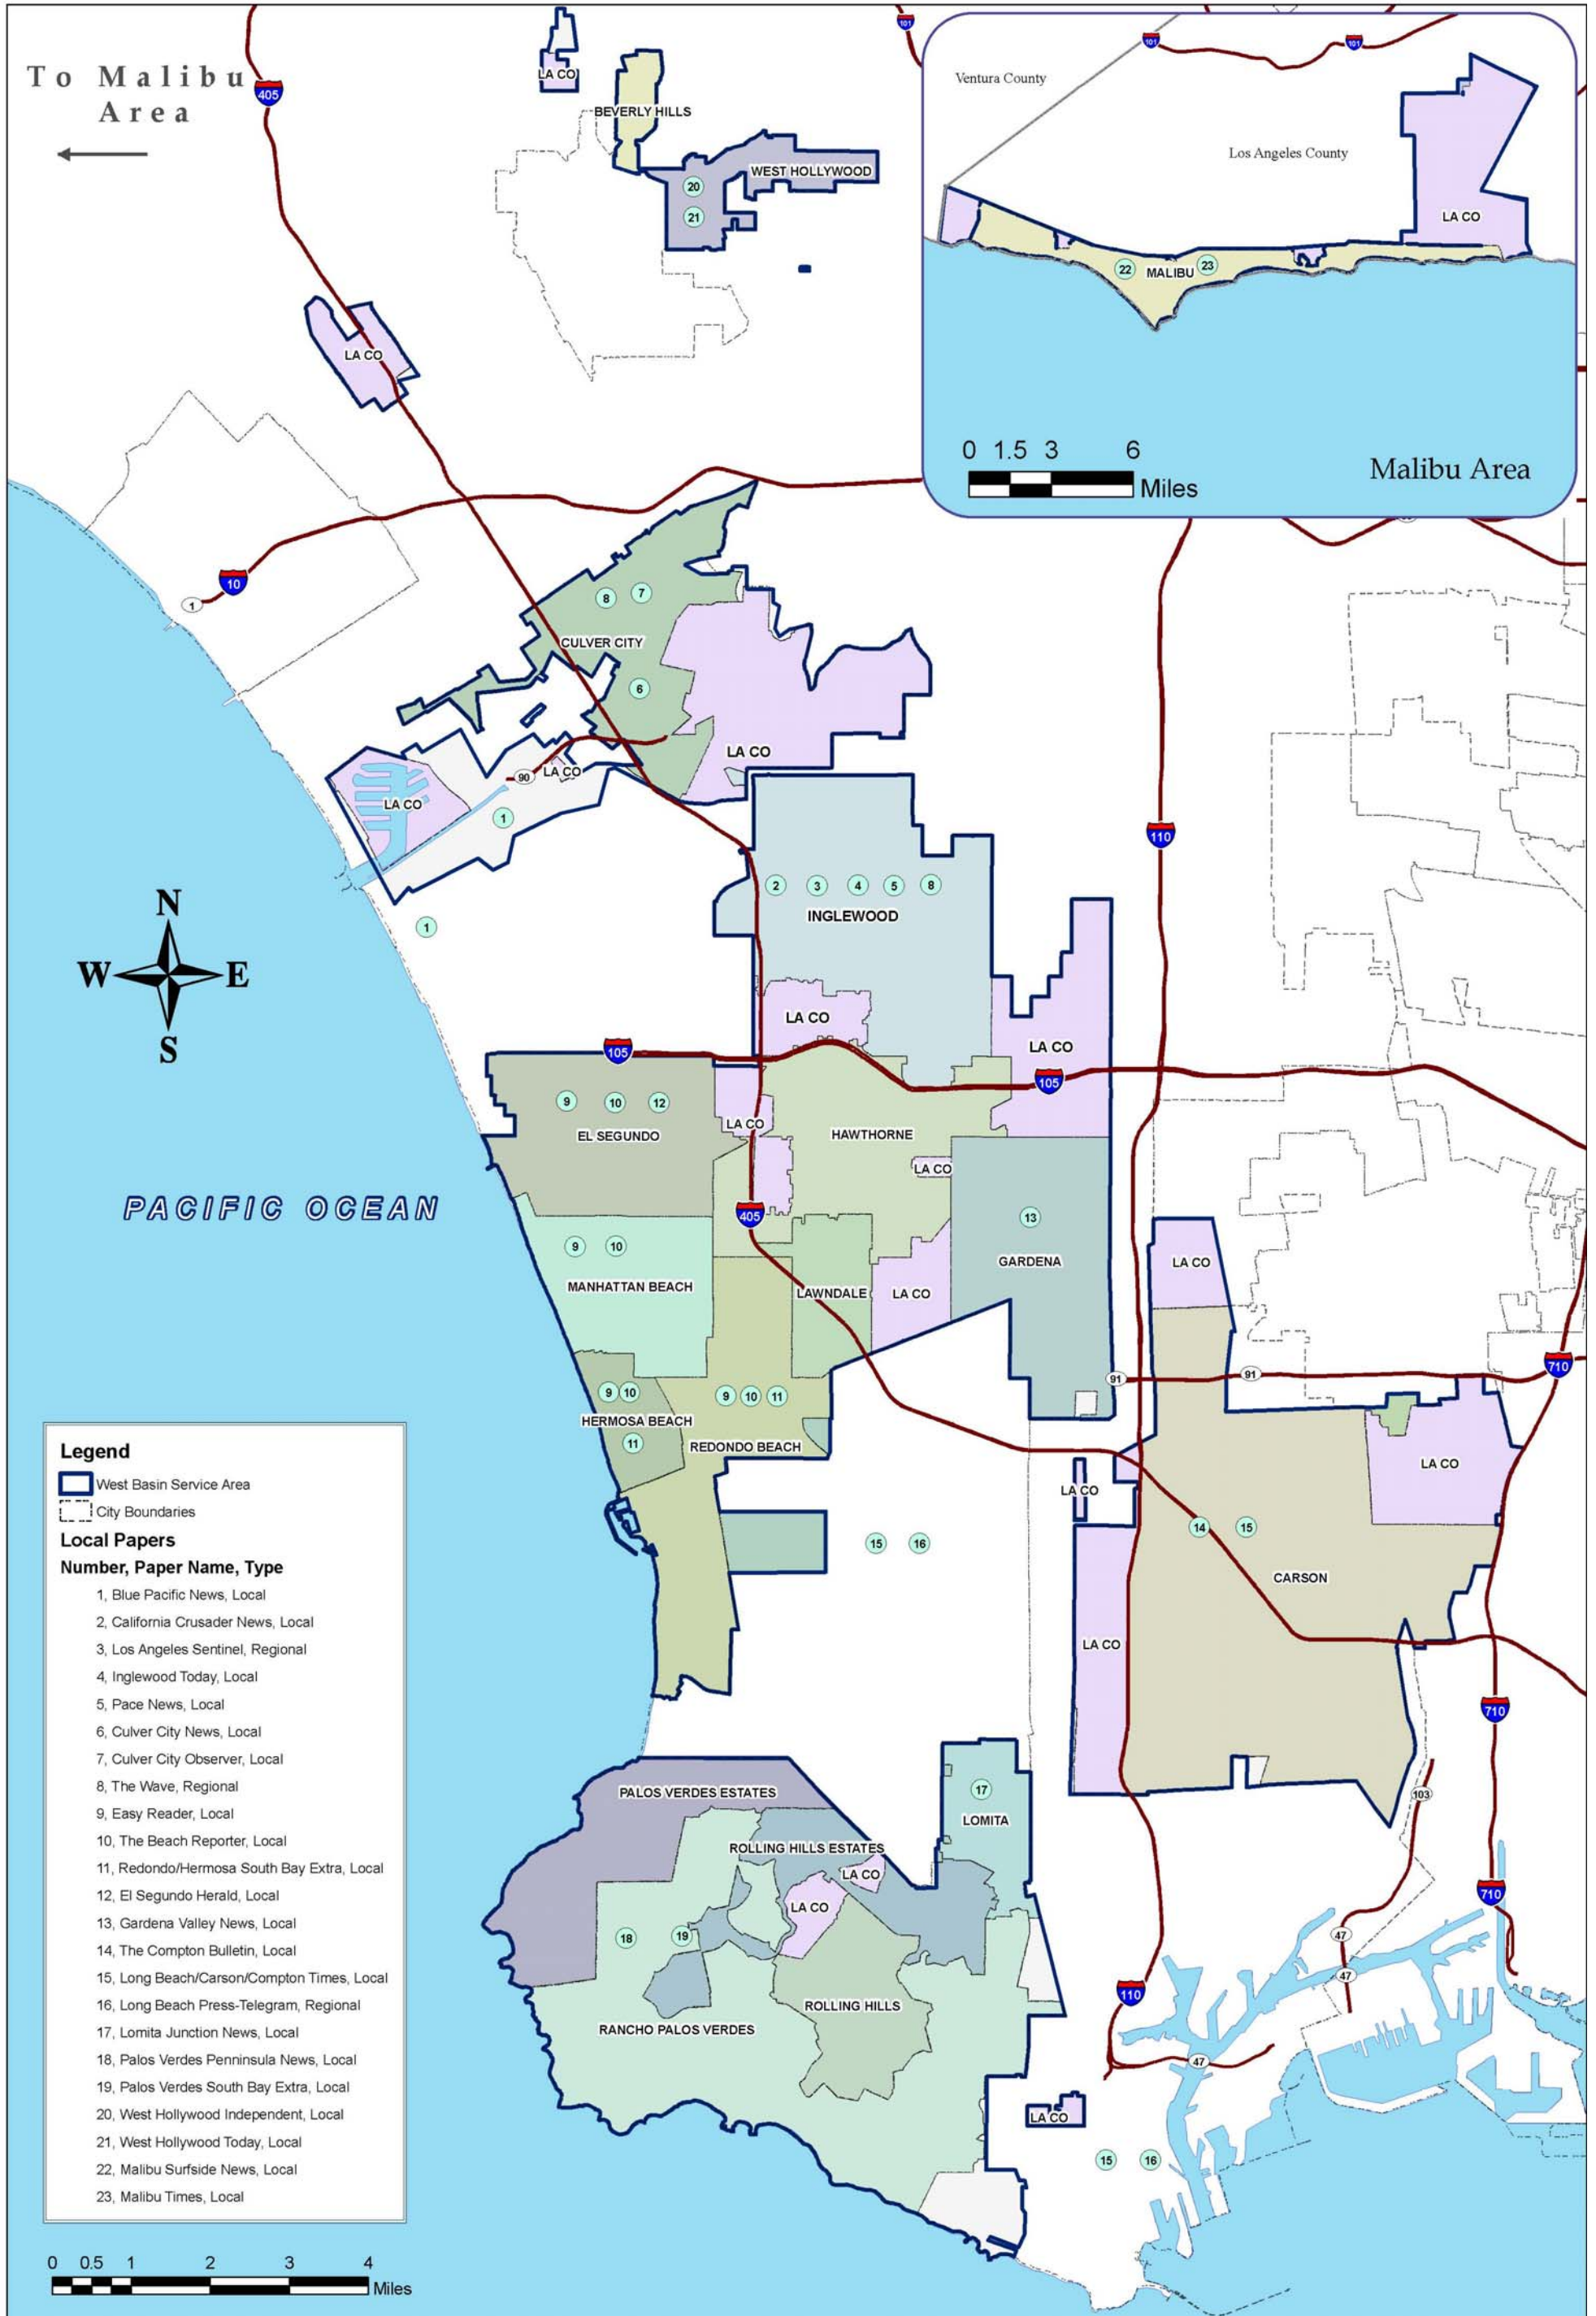 To Malibu
Area
405
101
LA CO
BEVERLY HILLS
WEST HOLLYWOOD
20
21
101
101
Ventura County
Los Angeles County
LA CO
22
MALIBU
23
0 1.5 3 6
Miles
Malibu Area
LA CO
10
1
8
7
CULVER CITY
6
LA CO
90
LA CO
LA CO
1
110
N
W E
S
1
2
3
4
5
8
INGLEWOOD
LA CO
LA CO
105
105
9
10
12
EL SEGUNDO
LA CO
HAWTHORNE
LA CO
PACIFIC OCEAN
405
13
GARDENA
LA CO
9
10
MANHATTAN BEACH
LAWNDALE
LA CO
91
91
710
9
10
HERMOSA BEACH
11
9
10
11
REDONDO BEACH
LA CO
LA CO
15
16
14
15
CARSON
LA CO
710
Legend
West Basin Service Area
City Boundaries
Local Papers
Number, Paper Name, Type
1, Blue Pacific News, Local
2, California Crusader News, Local
3, Los Angeles Sentinel, Regional
4, Inglewood Today, Local
5, Pace News, Local
6, Culver City News, Local
7, Culver City Observer, Local
8, The Wave, Regional
9, Easy Reader, Local
10, The Beach Reporter, Local
11, Redondo/Hermosa South Bay Extra, Local
12, El Segundo Herald, Local
13, Gardena Valley News, Local
14, The Compton Bulletin, Local
15, Long Beach/Carson/Compton Times, Local
16, Long Beach Press-Telegram, Regional
17, Lomita Junction News, Local
18, Palos Verdes Penninsula News, Local
19, Palos Verdes South Bay Extra, Local
20, West Hollywood Independent, Local
21, West Hollywood Today, Local
22, Malibu Surfside News, Local
23, Malibu Times, Local
PALOS VERDES ESTATES
17
LOMITA
103
ROLLING HILLS ESTATES
LA CO
LA CO
710
18
19
47
47
110
ROLLING HILLS
RANCHO PALOS VERDES
47
LA CO
15
16
0 0.5 1 2 3 4
Miles